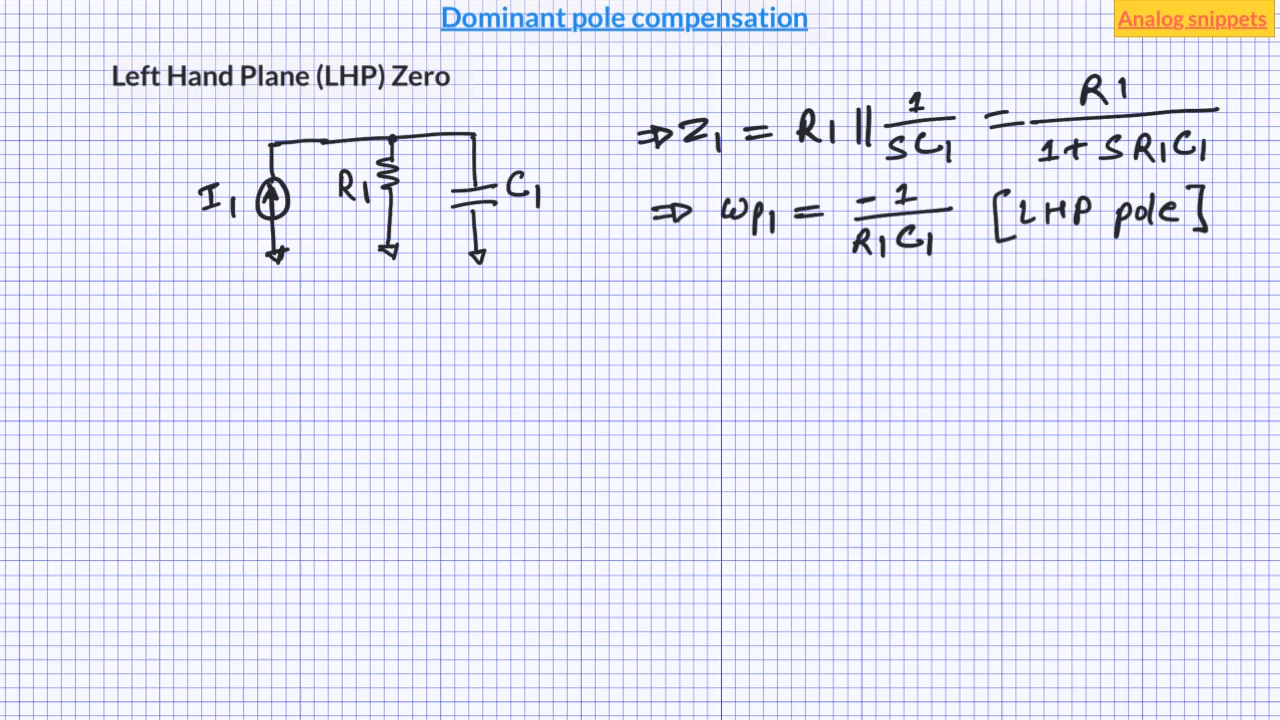 Dominant pole compensation
Analog snippets
Left Hand Plane (LHP) Zero
I1 R1 C1
⇒ Z1 = R1 || 1/SC1 = R1/1+SR1C1
⇒ ωp1 = -1/R1C1 [LHP pole]